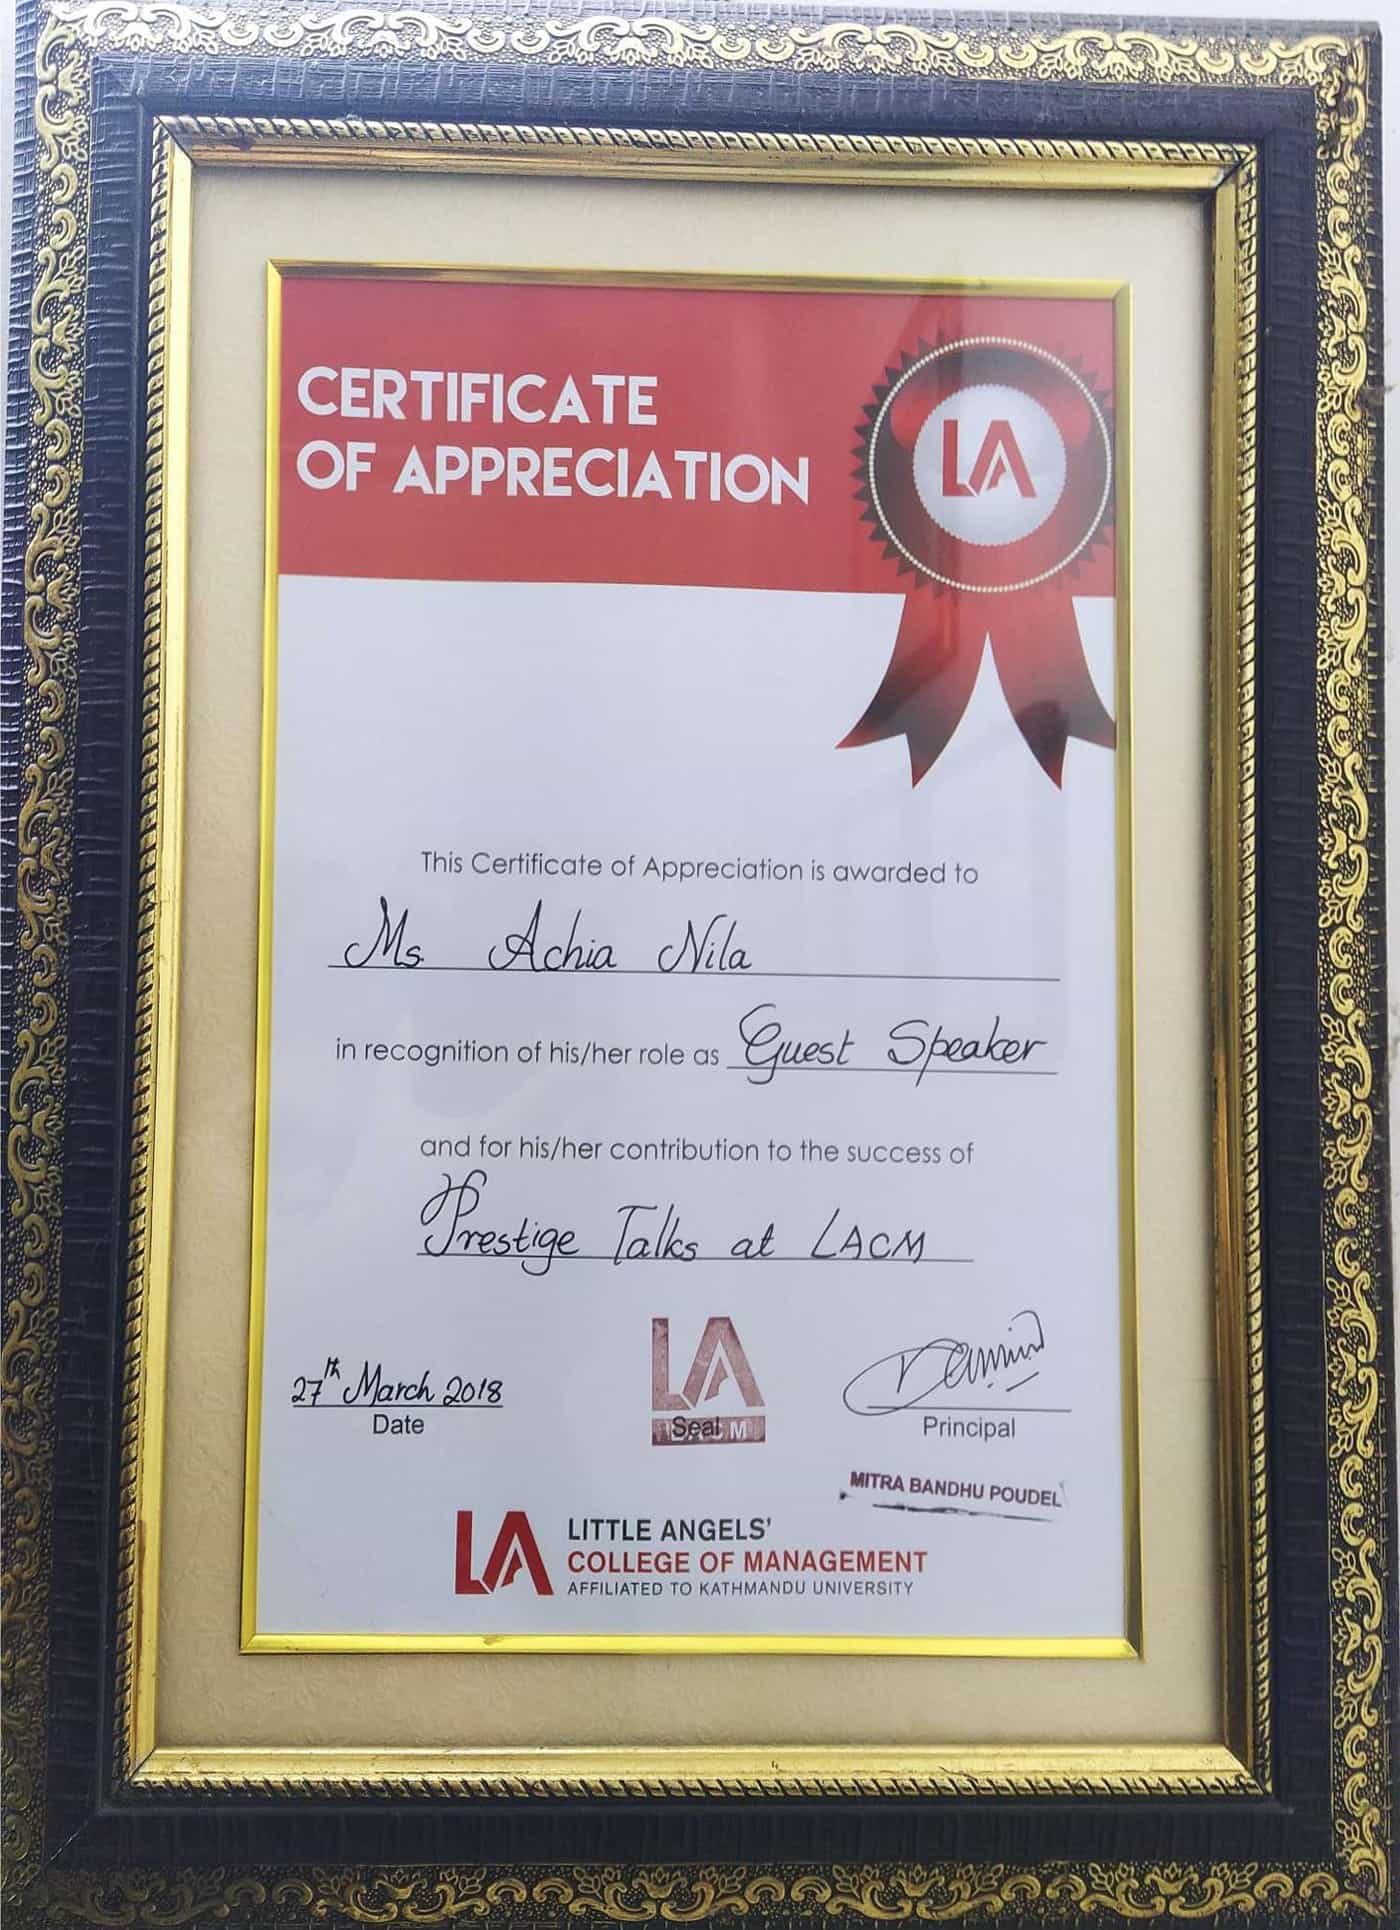 CERTIFICATE
OF APPRECIATION
LA
This Certificate of Appreciation is awarded to
Ms. Achia Nila
in recognition of his/her role as Guest Speaker
and for his/her contribution to the success of
Prestige Talks at LACM
27th March 2018
Date
LA
Seal
Principal
MITRA BANDHU POUDEL
LA
LITTLE ANGELS'
COLLEGE OF MANAGEMENT
AFFILIATED TO KATHMANDU UNIVERSITY